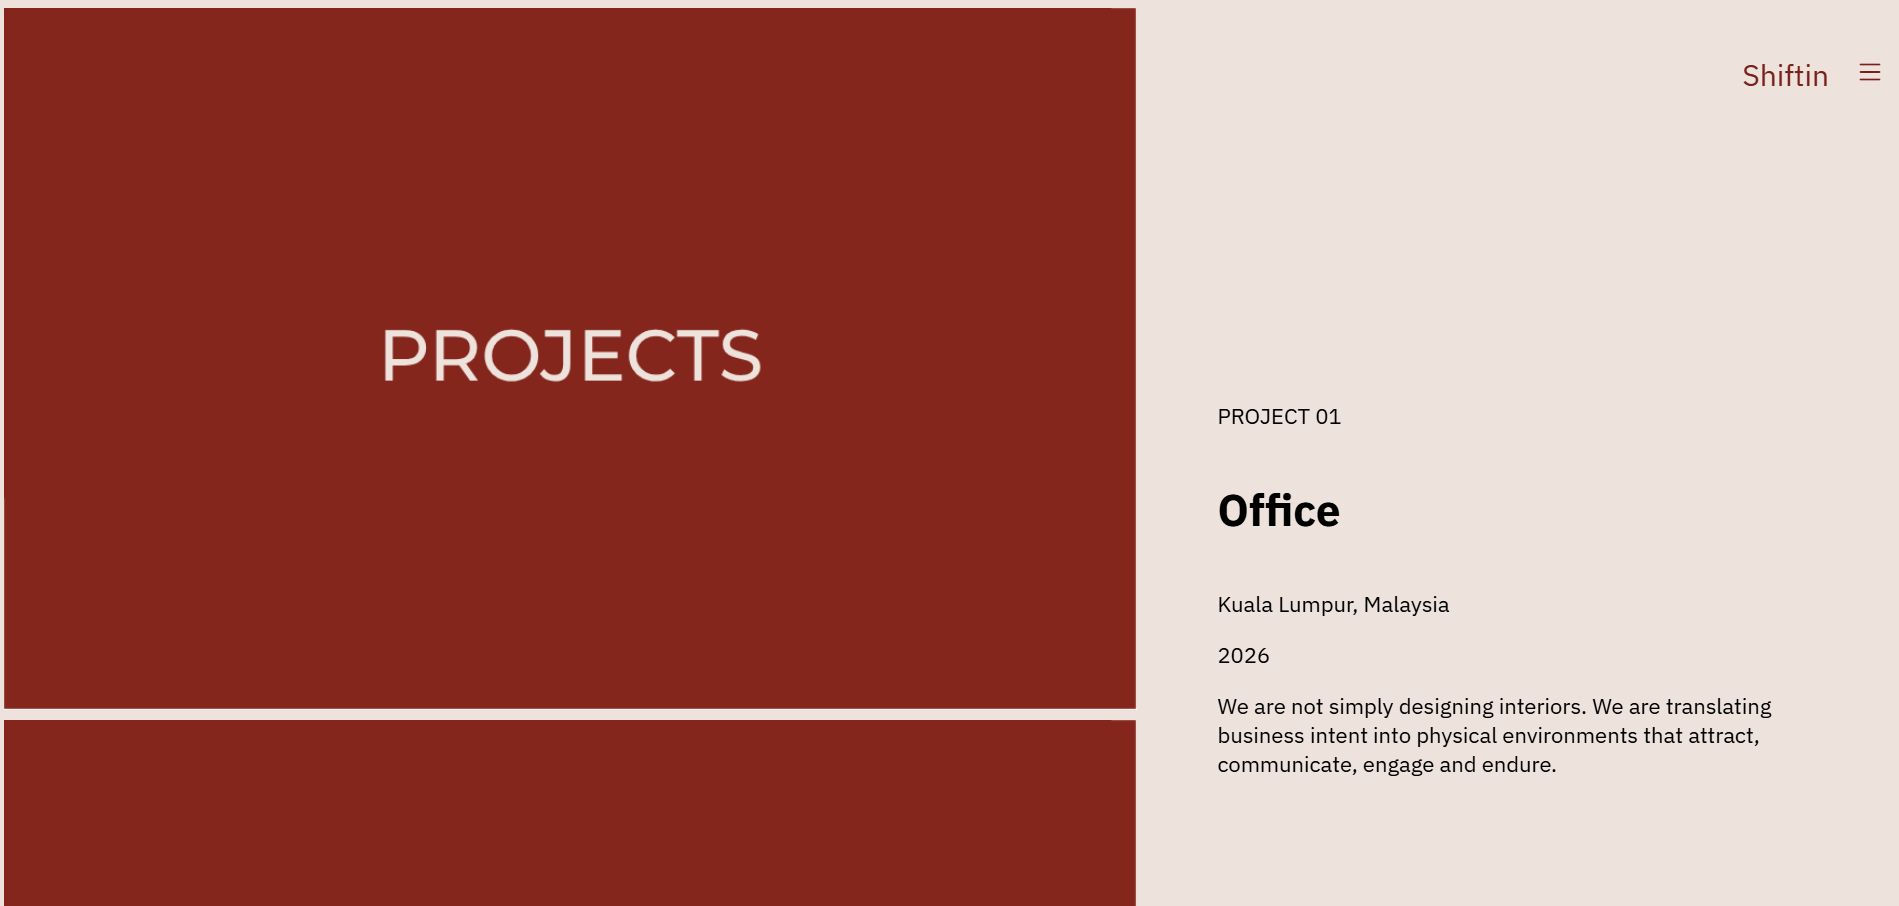 Shiftin
PROJECTS
PROJECT 01
Office
Kuala Lumpur, Malaysia
2026
We are not simply designing interiors. We are translating
business intent into physical environments that attract,
communicate, engage and endure.